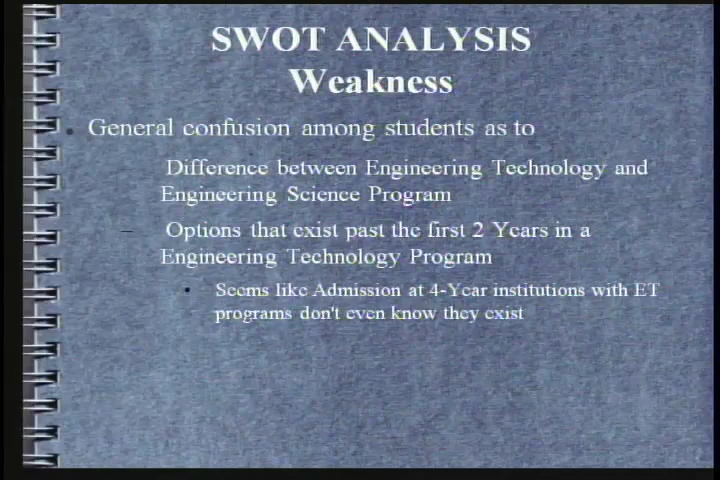 SWOT ANALYSIS
Weakness
General confusion among students as to
Difference between Engineering Technology and
Engineering Science Program
– Options that exist past the first 2 Years in a
Engineering Technology Program
• Seems like Admission at 4-Year institutions with ET
programs don't even know they exist